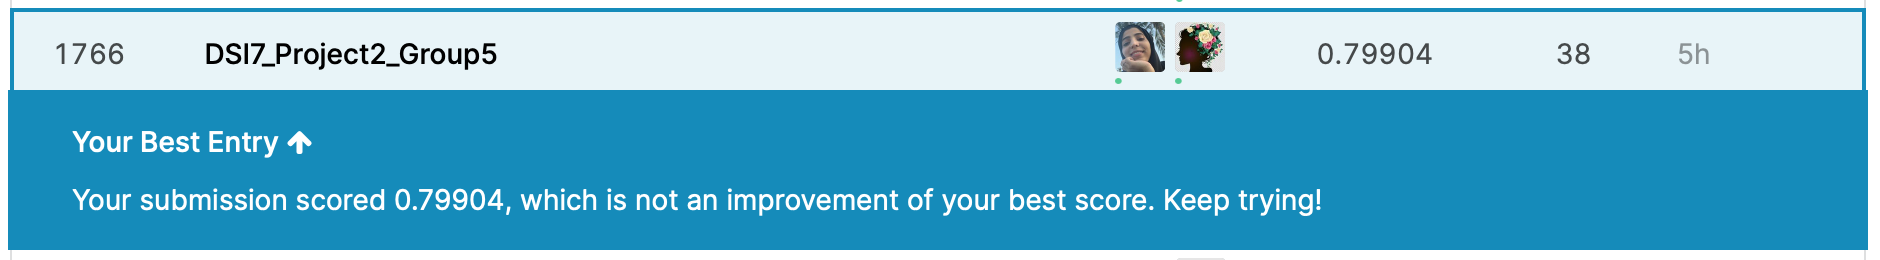 1766 DSI7_Project2_Group5 0.79904 38 5h
Your Best Entry ↑
Your submission scored 0.79904, which is not an improvement of your best score. Keep trying!